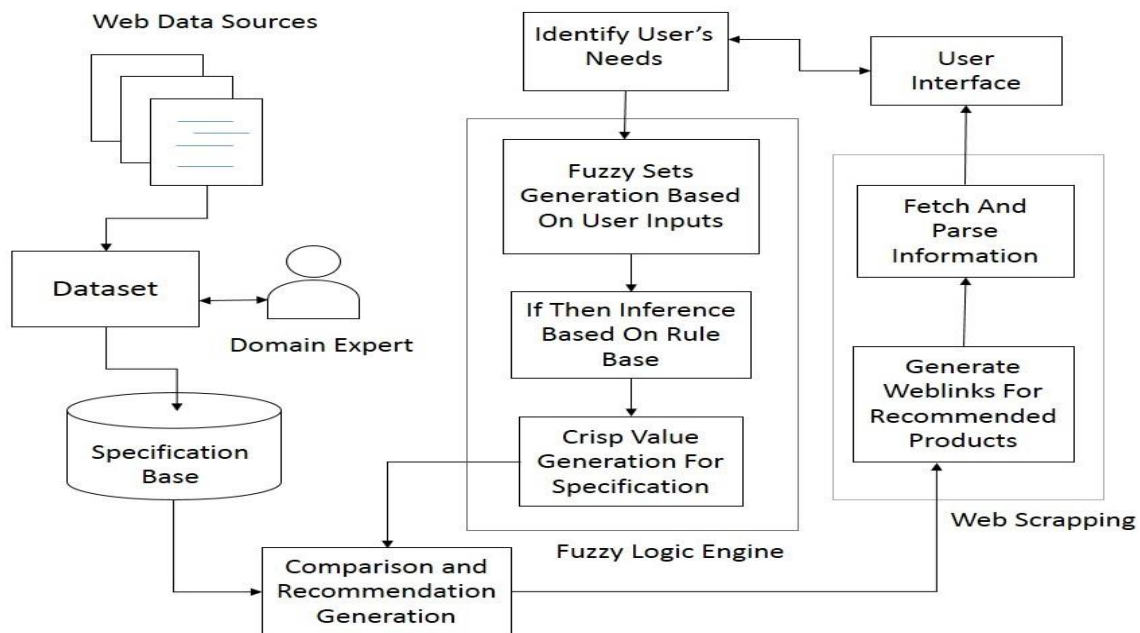 Web Data Sources
Dataset
Domain Expert
Specification
Base
Identify User's
Needs
User
Interface
Fuzzy Sets
Generation Based
On User Inputs
If Then Inference
Based On Rule
Base
Crisp Value
Generation For
Specification
Fuzzy Logic Engine
Comparison and
Recommendation
Generation
Fetch And
Parse
Information
Generate
Weblinks For
Recommended
Products
Web Scrapping